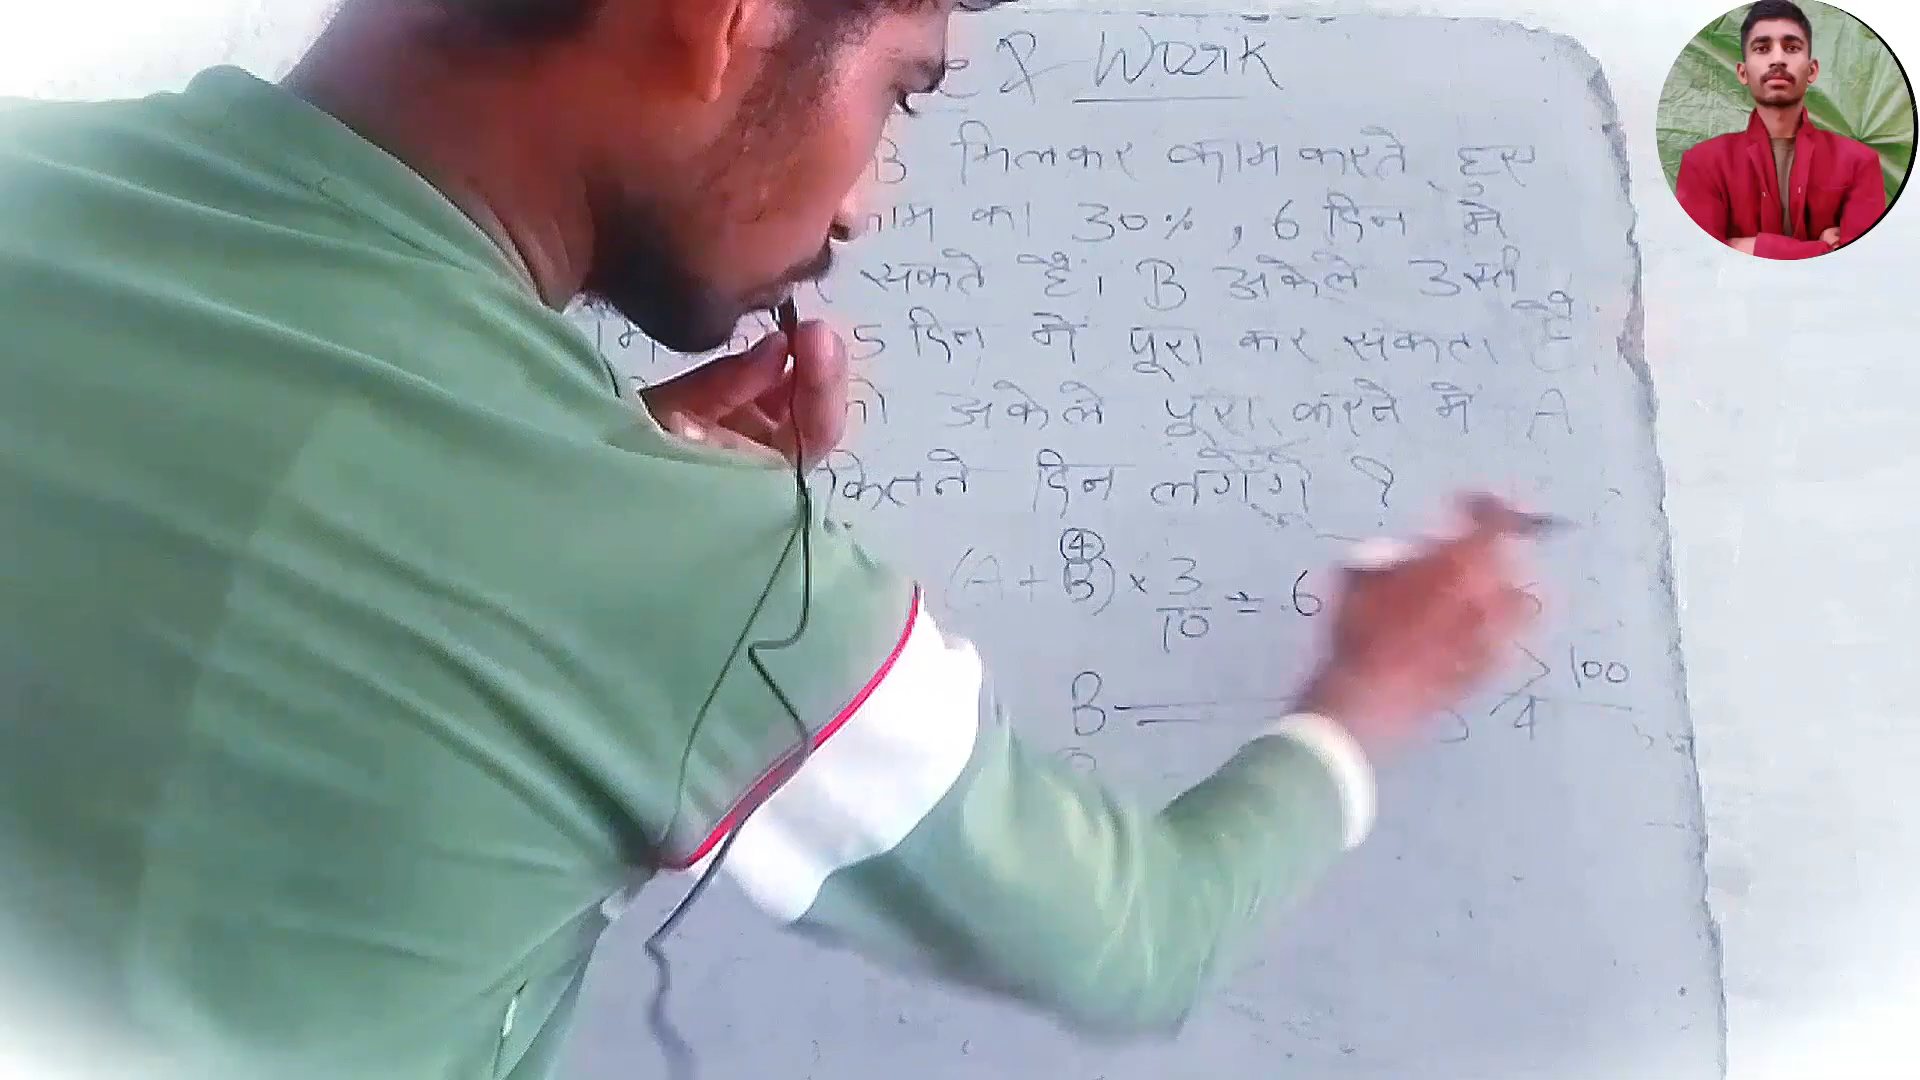 & Work
B मिलकर काम करते हुए
काम का 30% , 6 दिन में
सकते हैं। B अकेले उसी
5 दिन में पूरा कर सकता है
को अकेले पूरा करने में A
कितने दिन लगेंगे ?
④
(A + B) × 3/10 = 6
100
B 4